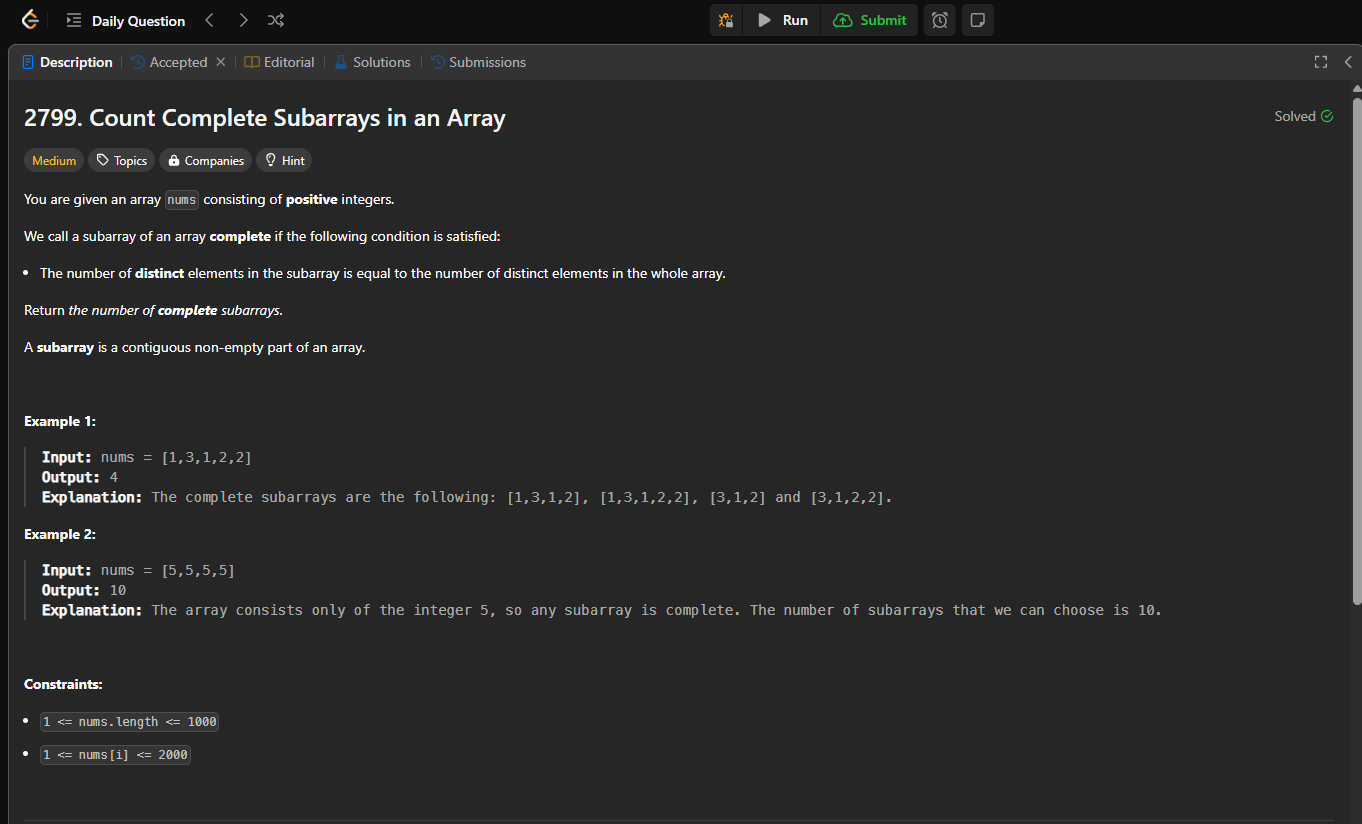 Daily Question
Run
Submit
Description
Accepted
Editorial
Solutions
Submissions
2799. Count Complete Subarrays in an Array
Solved
Medium
Topics
Companies
Hint
You are given an array nums consisting of positive integers.
We call a subarray of an array complete if the following condition is satisfied:
• The number of distinct elements in the subarray is equal to the number of distinct elements in the whole array.
Return the number of complete subarrays.
A subarray is a contiguous non-empty part of an array.
Example 1:
Input: nums = [1,3,1,2,2]
Output: 4
Explanation: The complete subarrays are the following: [1,3,1,2], [1,3,1,2,2], [3,1,2] and [3,1,2,2].
Example 2:
Input: nums = [5,5,5,5]
Output: 10
Explanation: The array consists only of the integer 5, so any subarray is complete. The number of subarrays that we can choose is 10.
Constraints:
• 1 <= nums.length <= 1000
• 1 <= nums[i] <= 2000